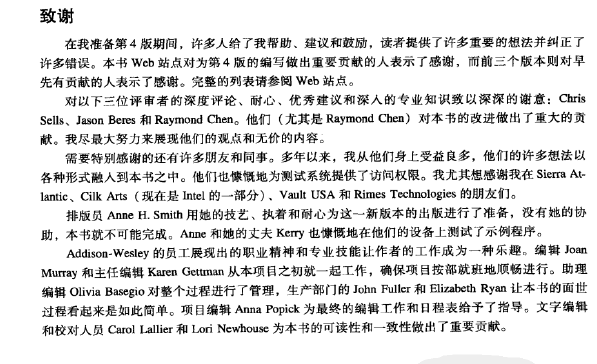 致谢
在我准备第 4 版期间，许多人给了我帮助、建议和鼓励，读者提供了许多重要的想法并纠正了
许多错误。本书 Web 站点对为第 4 版的编写做出重要贡献的人表示了感谢，而前三个版本则对早
先有贡献的人表示了感谢。完整的列表请参阅 Web 站点。
对以下三位评审者的深度评论、耐心、优秀建议和深入的专业知识致以深深的谢意：Chris
Sells、Jason Beres 和 Raymond Chen。他们（尤其是 Raymond Chen）对本书的改进做出了重大的贡
献。我尽最大努力来展现他们的观点和无价的内容。
需要特别感谢的还有许多朋友和同事。多年以来，我从他们身上受益良多，他们的许多想法以
各种形式融入到本书之中。他们也慷慨地为测试系统提供了访问权限。我尤其想感谢我在 Sierra At-
lantic、Cilk Arts（现在是 Intel 的一部分）、Vault USA 和 Rimes Technologies 的朋友们。
排版员 Anne H. Smith 用她的技艺、执着和耐心为这一新版本的出版进行了准备，没有她的协
助，本书就不可能完成。Anne 和她的丈夫 Kerry 也慷慨地在他们的设备上测试了示例程序。
Addison-Wesley 的员工展现出的职业精神和专业技能让作者的工作成为一种乐趣。编辑 Joan
Murray 和主任编辑 Karen Gettman 从本项目之初就一起工作，确保项目按部就班地顺畅进行。助理
编辑 Olivia Basegio 对整个过程进行了管理，生产部门的 John Fuller 和 Elizabeth Ryan 让本书的面世
过程看起来是如此简单。项目编辑 Anna Popick 为最终的编辑工作和日程表给予了指导。文字编辑
和校对人员 Carol Lallier 和 Lori Newhouse 为本书的可读性和一致性做出了重要贡献。